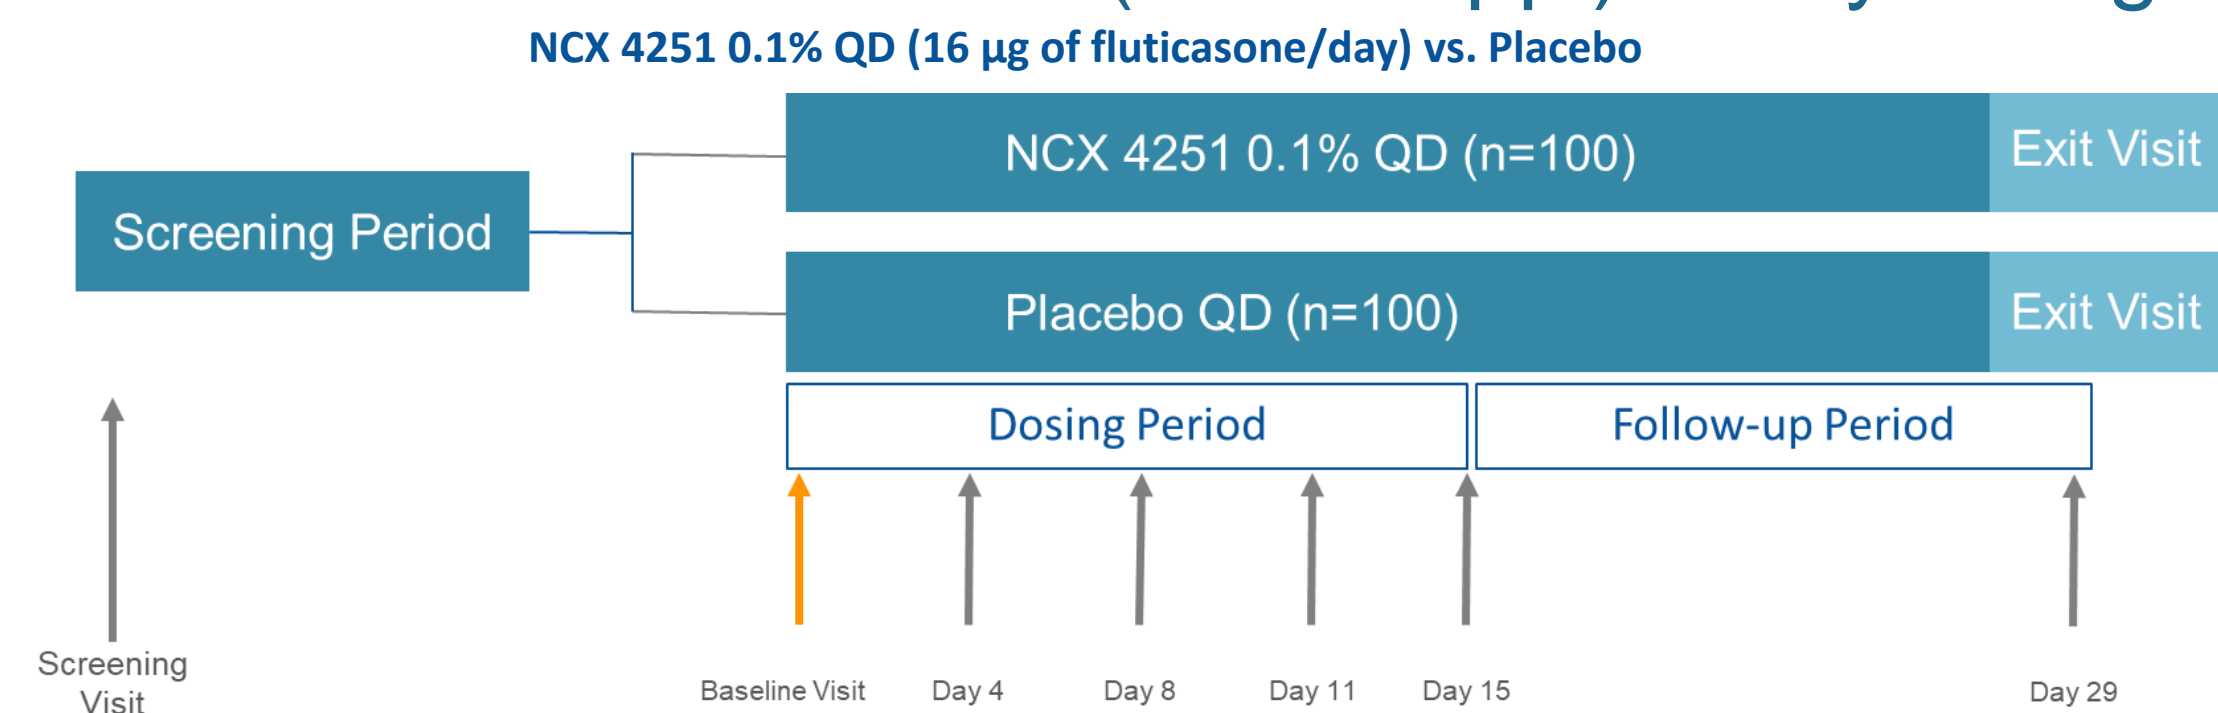 NCX 4251 0.1% QD (16 µg of fluticasone/day) vs. Placebo
NCX 4251 0.1% QD (n=100)
Exit Visit
Screening Period
Placebo QD (n=100)
Exit Visit
Dosing Period
Follow-up Period
Screening
Visit
Baseline Visit
Day 4
Day 8
Day 11
Day 15
Day 29